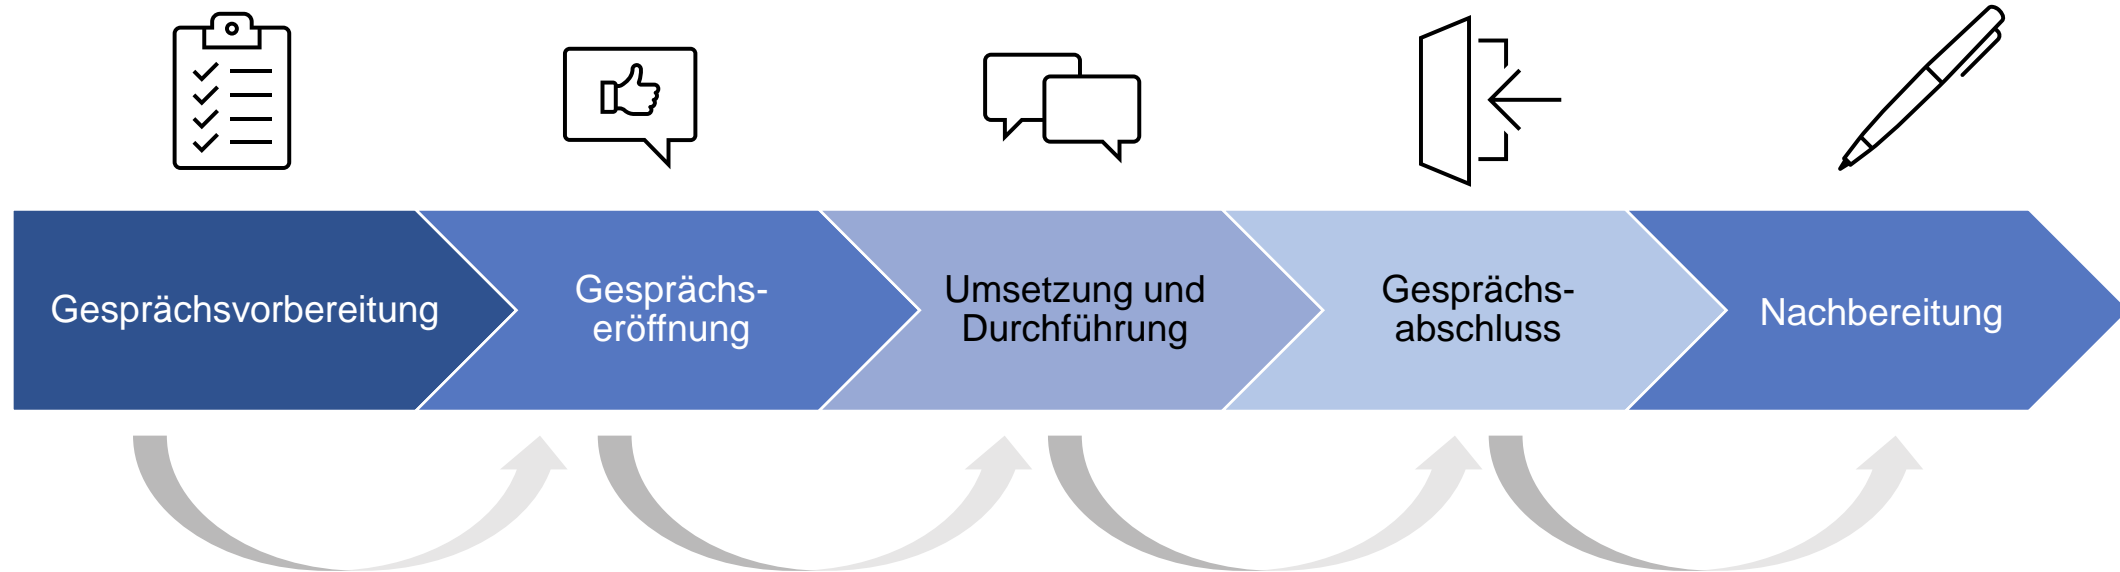 Gesprächsvorbereitung
Gesprächs-
eröffnung
Umsetzung und
Durchführung
Gesprächs-
abschluss
Nachbereitung